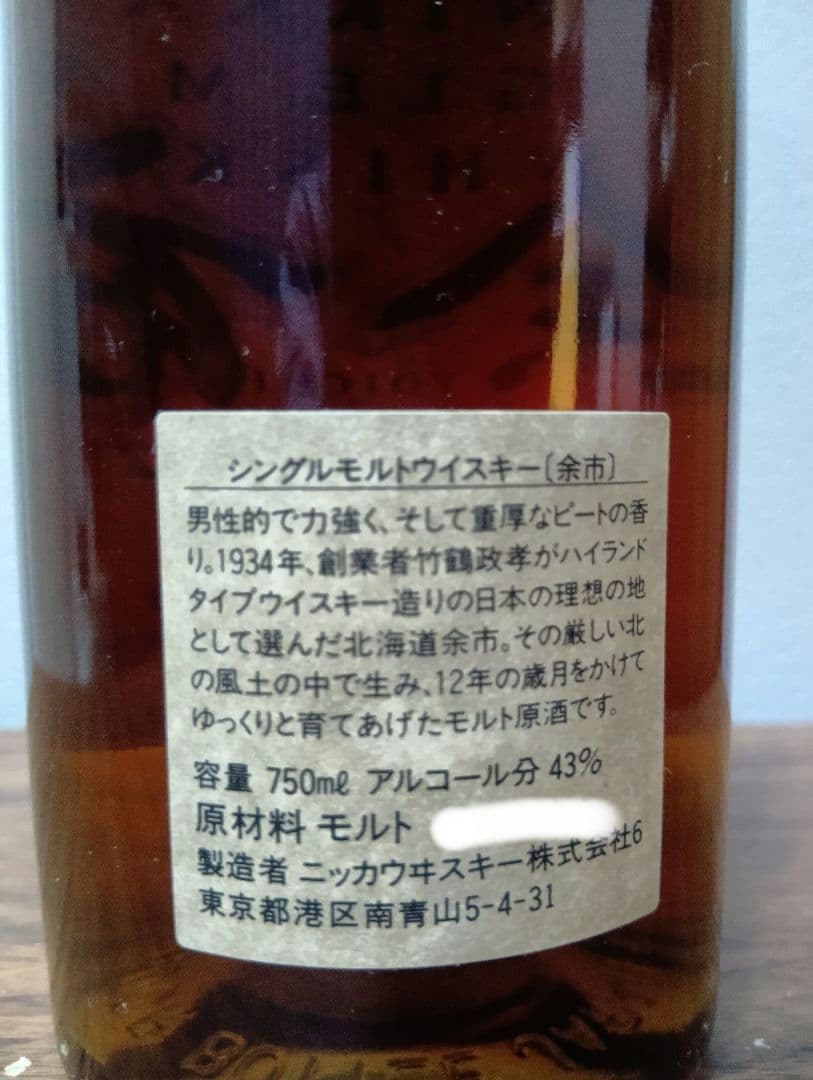 シングルモルトウイスキー〔余市〕
男性的で力強く、そして重厚なピートの香
り。1934年、創業者竹鶴政孝がハイランド
タイプウイスキー造りの日本の理想の地
として選んだ北海道余市。その厳しい北
の風土の中で生み、12年の歳月をかけて
ゆっくりと育てあげたモルト原酒です。
容量 750mℓ アルコール分 43%
原材料 モルト
製造者 ニッカウヰスキー株式会社6
東京都港区南青山5-4-31